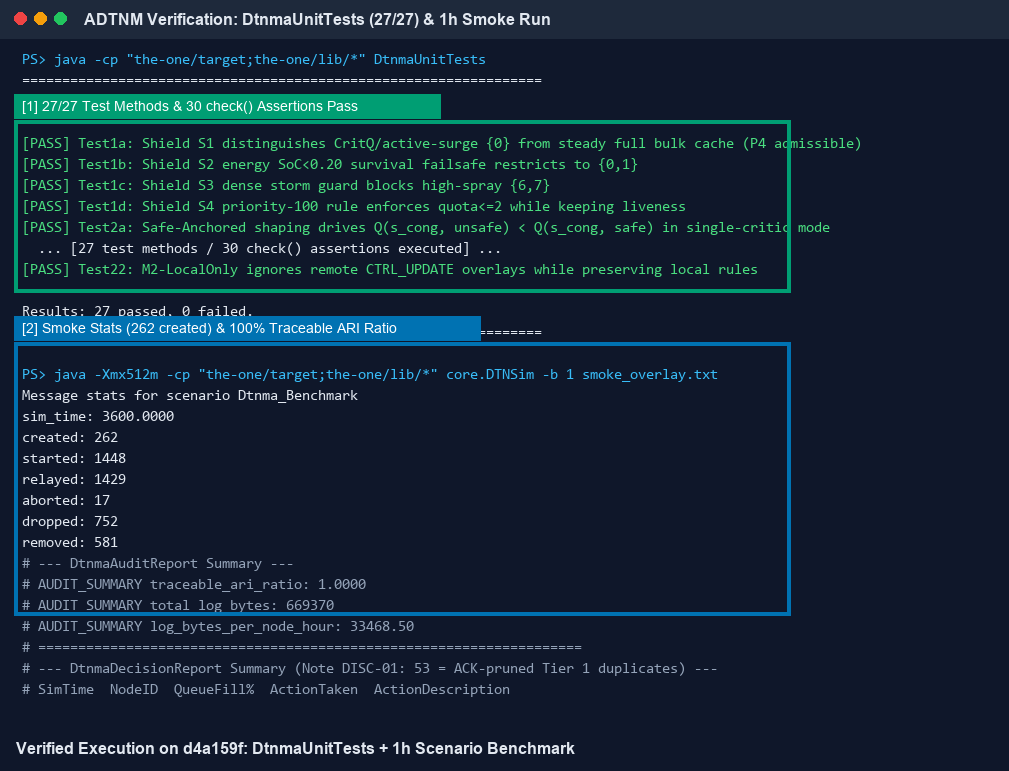 ADTNM Verification: DtnmaUnitTests (27/27) & 1h Smoke Run
PS> java -cp "the-one/target;the-one/lib/*" DtnmaUnitTests
=================================================================
[1] 27/27 Test Methods & 30 check() Assertions Pass
[PASS] Test1a: Shield S1 distinguishes CritQ/active-surge {0} from steady full bulk cache (P4 admissible)
[PASS] Test1b: Shield S2 energy SoC<0.20 survival failsafe restricts to {0,1}
[PASS] Test1c: Shield S3 dense storm guard blocks high-spray {6,7}
[PASS] Test1d: Shield S4 priority-100 rule enforces quota<=2 while keeping liveness
[PASS] Test2a: Safe-Anchored shaping drives Q(s_cong, unsafe) < Q(s_cong, safe) in single-critic mode
... [27 test methods / 30 check() assertions executed] ...
[PASS] Test22: M2-LocalOnly ignores remote CTRL_UPDATE overlays while preserving local rules
Results: 27 passed, 0 failed.
[2] Smoke Stats (262 created) & 100% Traceable ARI Ratio
========
PS> java -Xmx512m -cp "the-one/target;the-one/lib/*" core.DTNSim -b 1 smoke_overlay.txt
Message stats for scenario Dtnma_Benchmark
sim_time: 3600.0000
created: 262
started: 1448
relayed: 1429
aborted: 17
dropped: 752
removed: 581
# --- DtnmaAuditReport Summary ---
# AUDIT_SUMMARY traceable_ari_ratio: 1.0000
# AUDIT_SUMMARY total_log_bytes: 669370
# AUDIT_SUMMARY log_bytes_per_node_hour: 33468.50
# ====================================================================
# --- DtnmaDecisionReport Summary (Note DISC-01: 53 = ACK-pruned Tier 1 duplicates) ---
# SimTime  NodeID  QueueFill%  ActionTaken  ActionDescription
Verified Execution on d4a159f: DtnmaUnitTests + 1h Scenario Benchmark